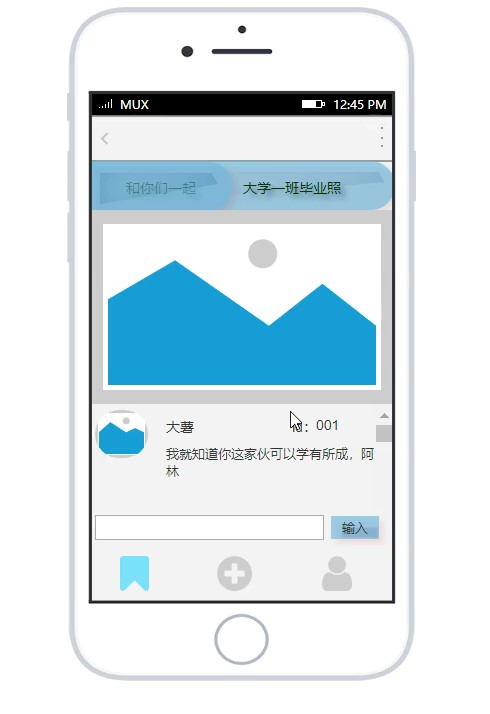 MUX 12:45 PM
和你们一起 大学一班毕业照
大薯 id：001
我就知道你这家伙可以学有所成，阿
林
输入